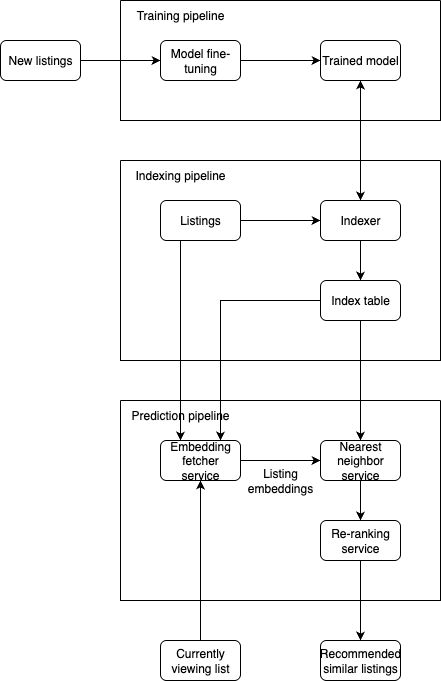 Training pipeline
New listings
Model fine-
tuning
Trained model
Indexing pipeline
Listings
Indexer
Index table
Prediction pipeline
Embedding
fetcher
service
Listing
embeddings
Nearest
neighbor
service
Re-ranking
service
Currently
viewing list
Recommended
similar listings